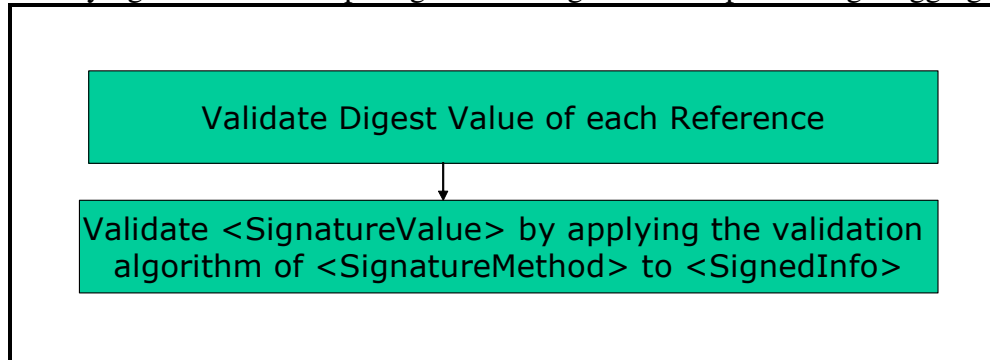 Validate Digest Value of each Reference
Validate <SignatureValue> by applying the validation
algorithm of <SignatureMethod> to <SignedInfo>